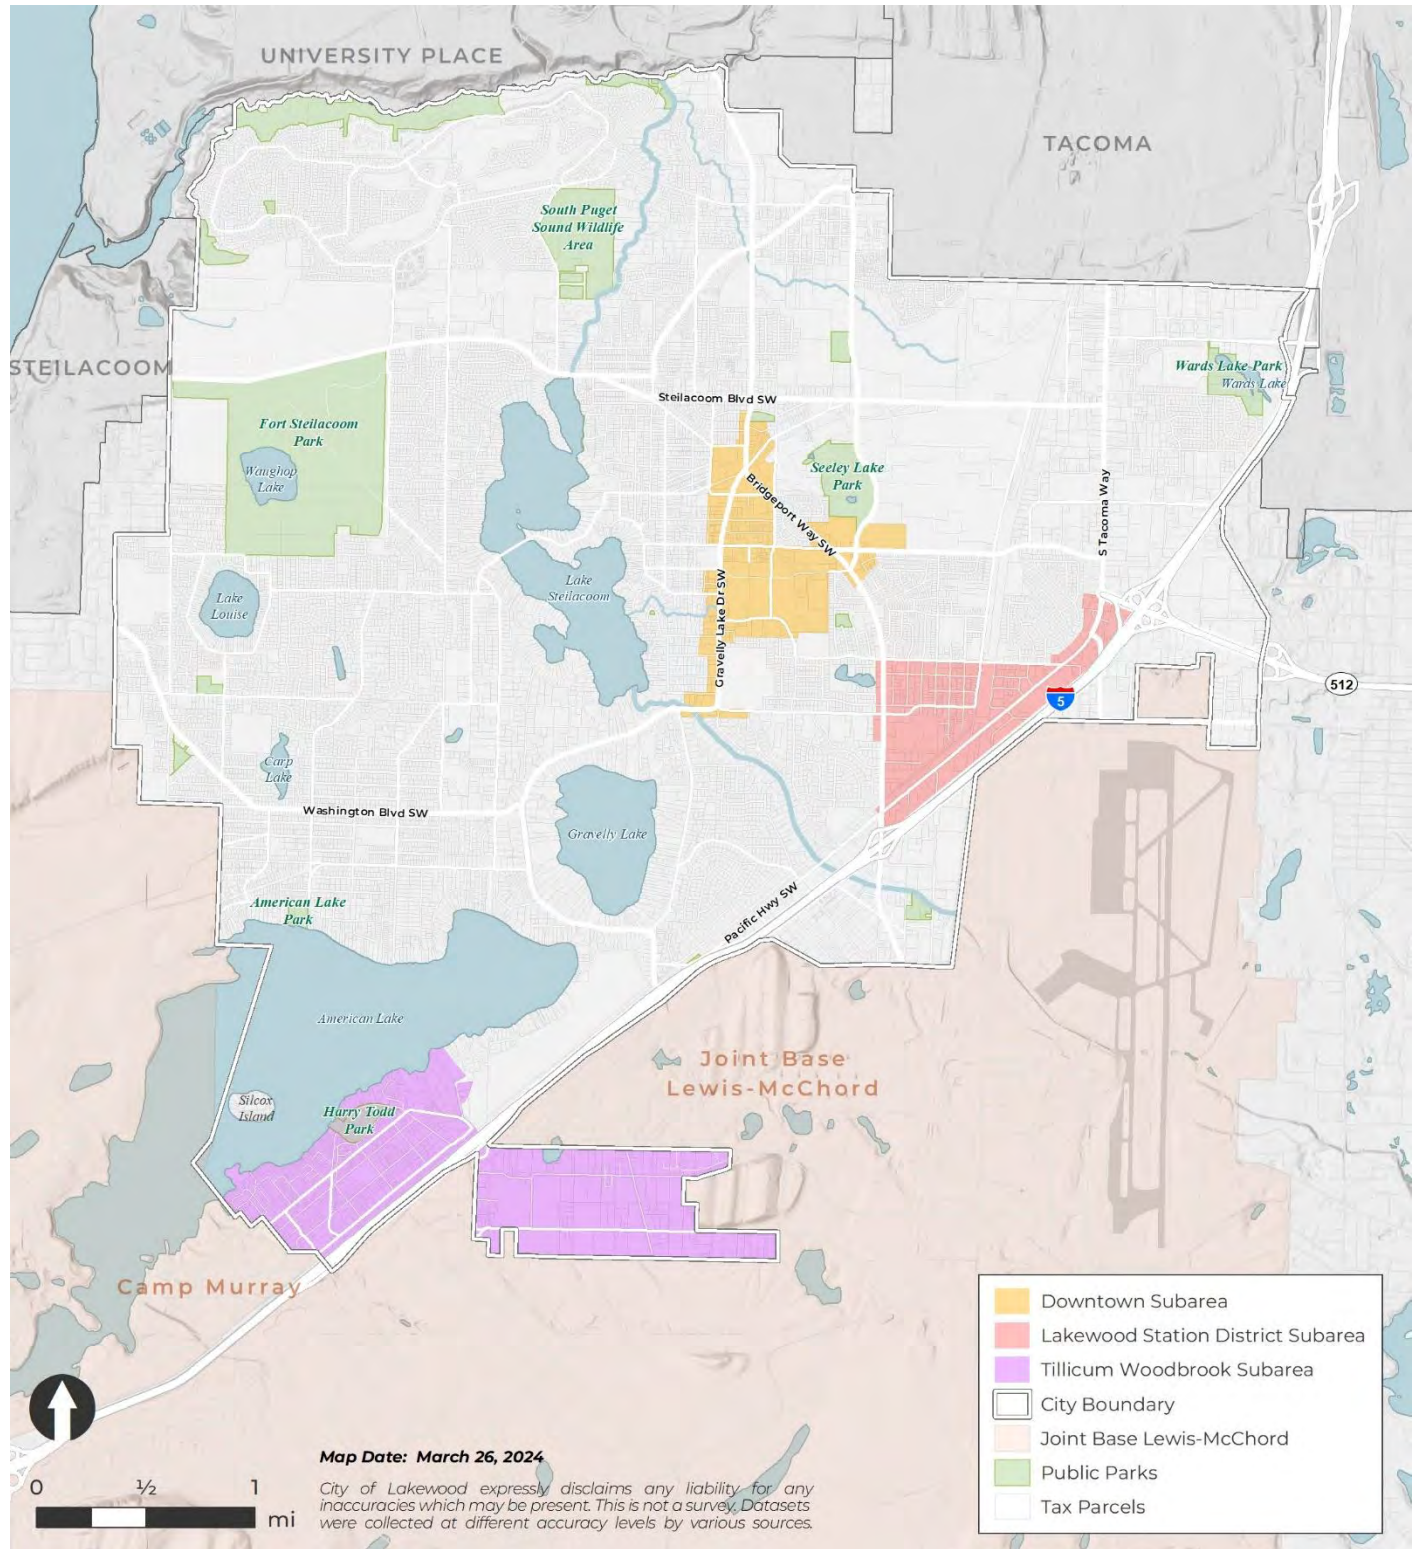 UNIVERSITY PLACE
TACOMA
South Puget
Sound Wildlife
Area
STEILACOOM
Wards Lake Park
Wards Lake
Steilacoom Blvd SW
Fort Steilacoom
Park
Waughop
Lake
Seeley Lake
Park
Bridgeport Way SW
S Tacoma Way
Lake
Steilacoom
Lake
Louise
Gravelly Lake Dr SW
512
5
Carp
Lake
Washington Blvd SW
Gravelly Lake
American Lake
Park
Pacific Hwy SW
American Lake
Joint Base
Lewis-McChord
Silcox
Island
Harry Todd
Park
Camp Murray
Downtown Subarea
Lakewood Station District Subarea
Tillicum Woodbrook Subarea
City Boundary
Joint Base Lewis-McChord
Public Parks
Tax Parcels
0 ½ 1
mi
Map Date: March 26, 2024
City of Lakewood expressly disclaims any liability for any
inaccuracies which may be present. This is not a survey. Datasets
were collected at different accuracy levels by various sources.